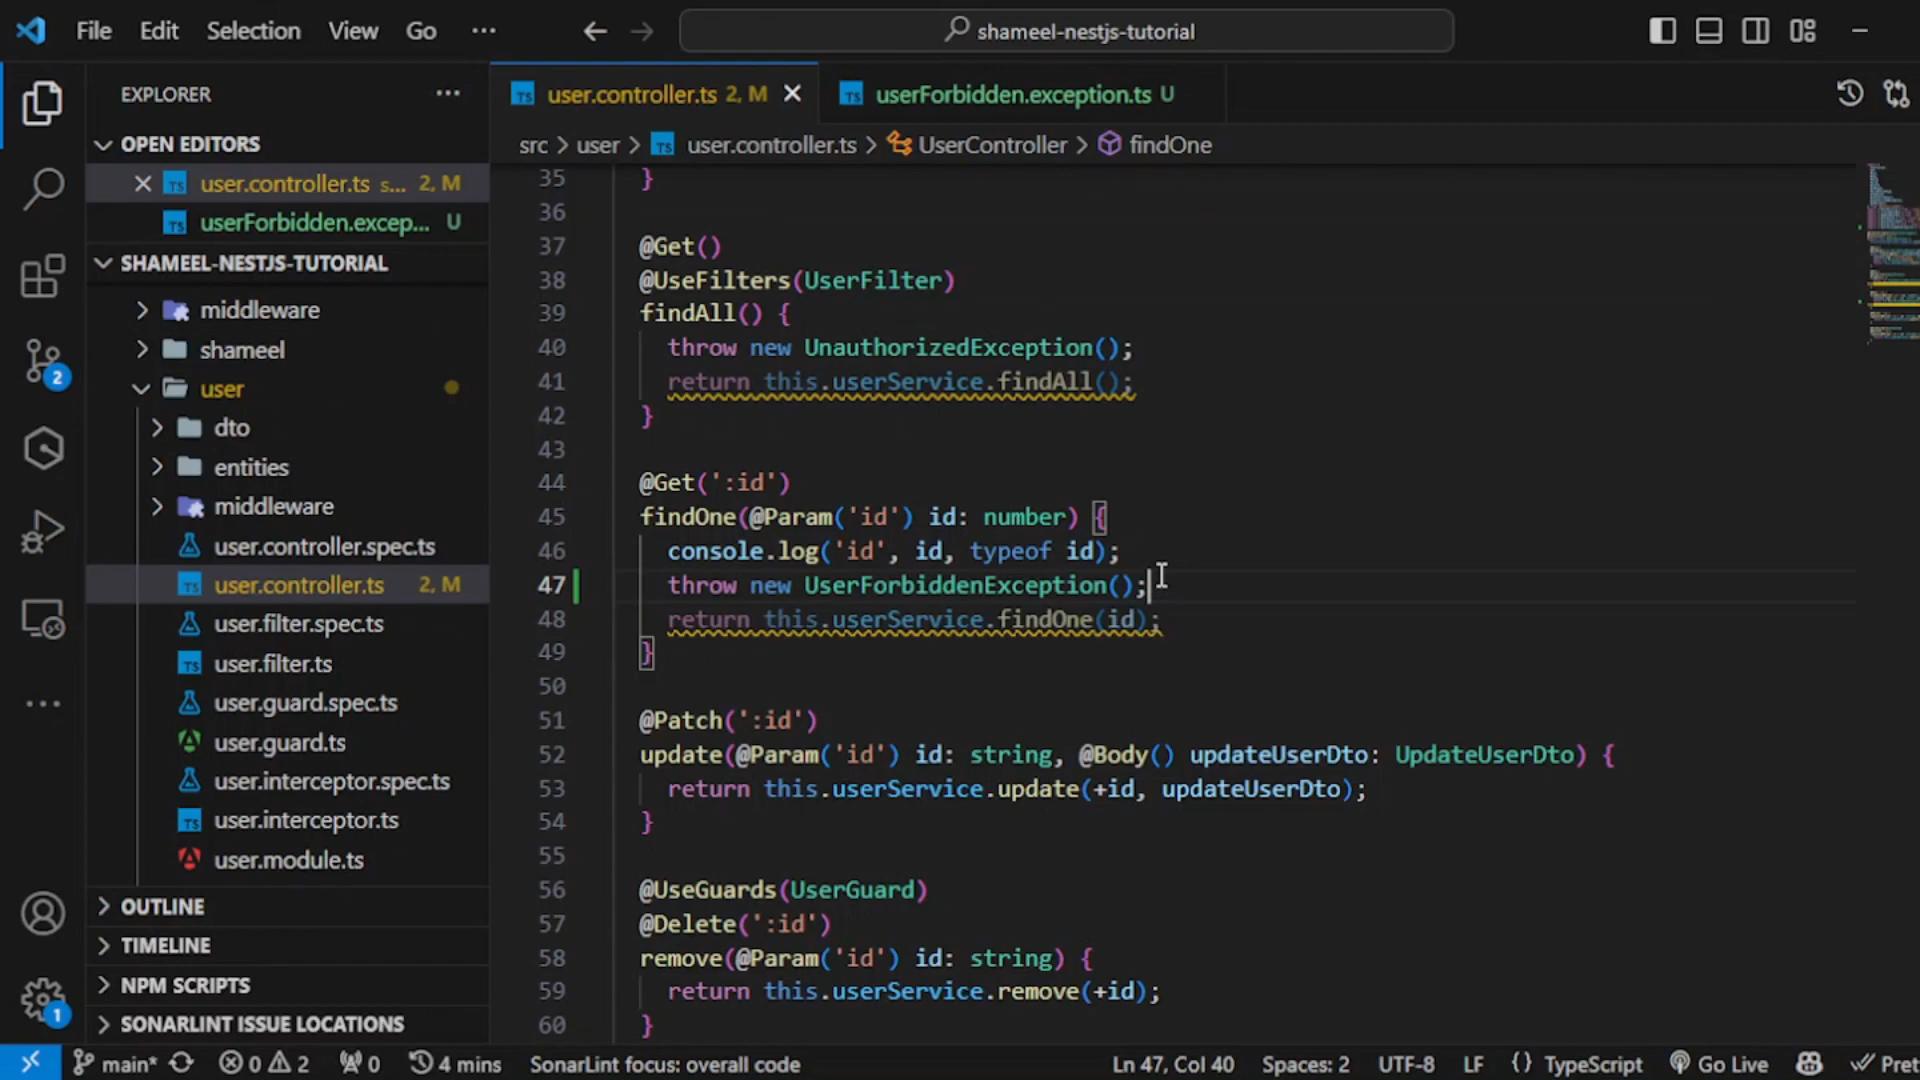 File Edit Selection View Go ···
shameel-nestjs-tutorial
EXPLORER ···
user.controller.ts 2, M
userForbidden.exception.ts U
src > user > TS user.controller.ts > UserController > findOne
OPEN EDITORS
TS user.controller.ts s... 2, M
TS userForbidden.excep... U
SHAMEEL-NESTJS-TUTORIAL
middleware
shameel
user
dto
entities
middleware
user.controller.spec.ts
TS user.controller.ts 2, M
user.filter.spec.ts
TS user.filter.ts
user.guard.spec.ts
user.guard.ts
user.interceptor.spec.ts
TS user.interceptor.ts
user.module.ts
OUTLINE
TIMELINE
NPM SCRIPTS
SONARLINT ISSUE LOCATIONS
2
1
35 }
36
37 @Get()
38 @UseFilters(UserFilter)
39 findAll() {
40 throw new UnauthorizedException();
41 return this.userService.findAll();
42 }
43
44 @Get(':id')
45 findOne(@Param('id') id: number) {
46 console.log('id', id, typeof id);
47 throw new UserForbiddenException();
48 return this.userService.findOne(id);
49 }
50
51 @Patch(':id')
52 update(@Param('id') id: string, @Body() updateUserDto: UpdateUserDto) {
53 return this.userService.update(+id, updateUserDto);
54 }
55
56 @UseGuards(UserGuard)
57 @Delete(':id')
58 remove(@Param('id') id: string) {
59 return this.userService.remove(+id);
60 }
main* 0 2 0 4 mins SonarLint focus: overall code Ln 47, Col 40 Spaces: 2 UTF-8 LF {} TypeScript Go Live Pret